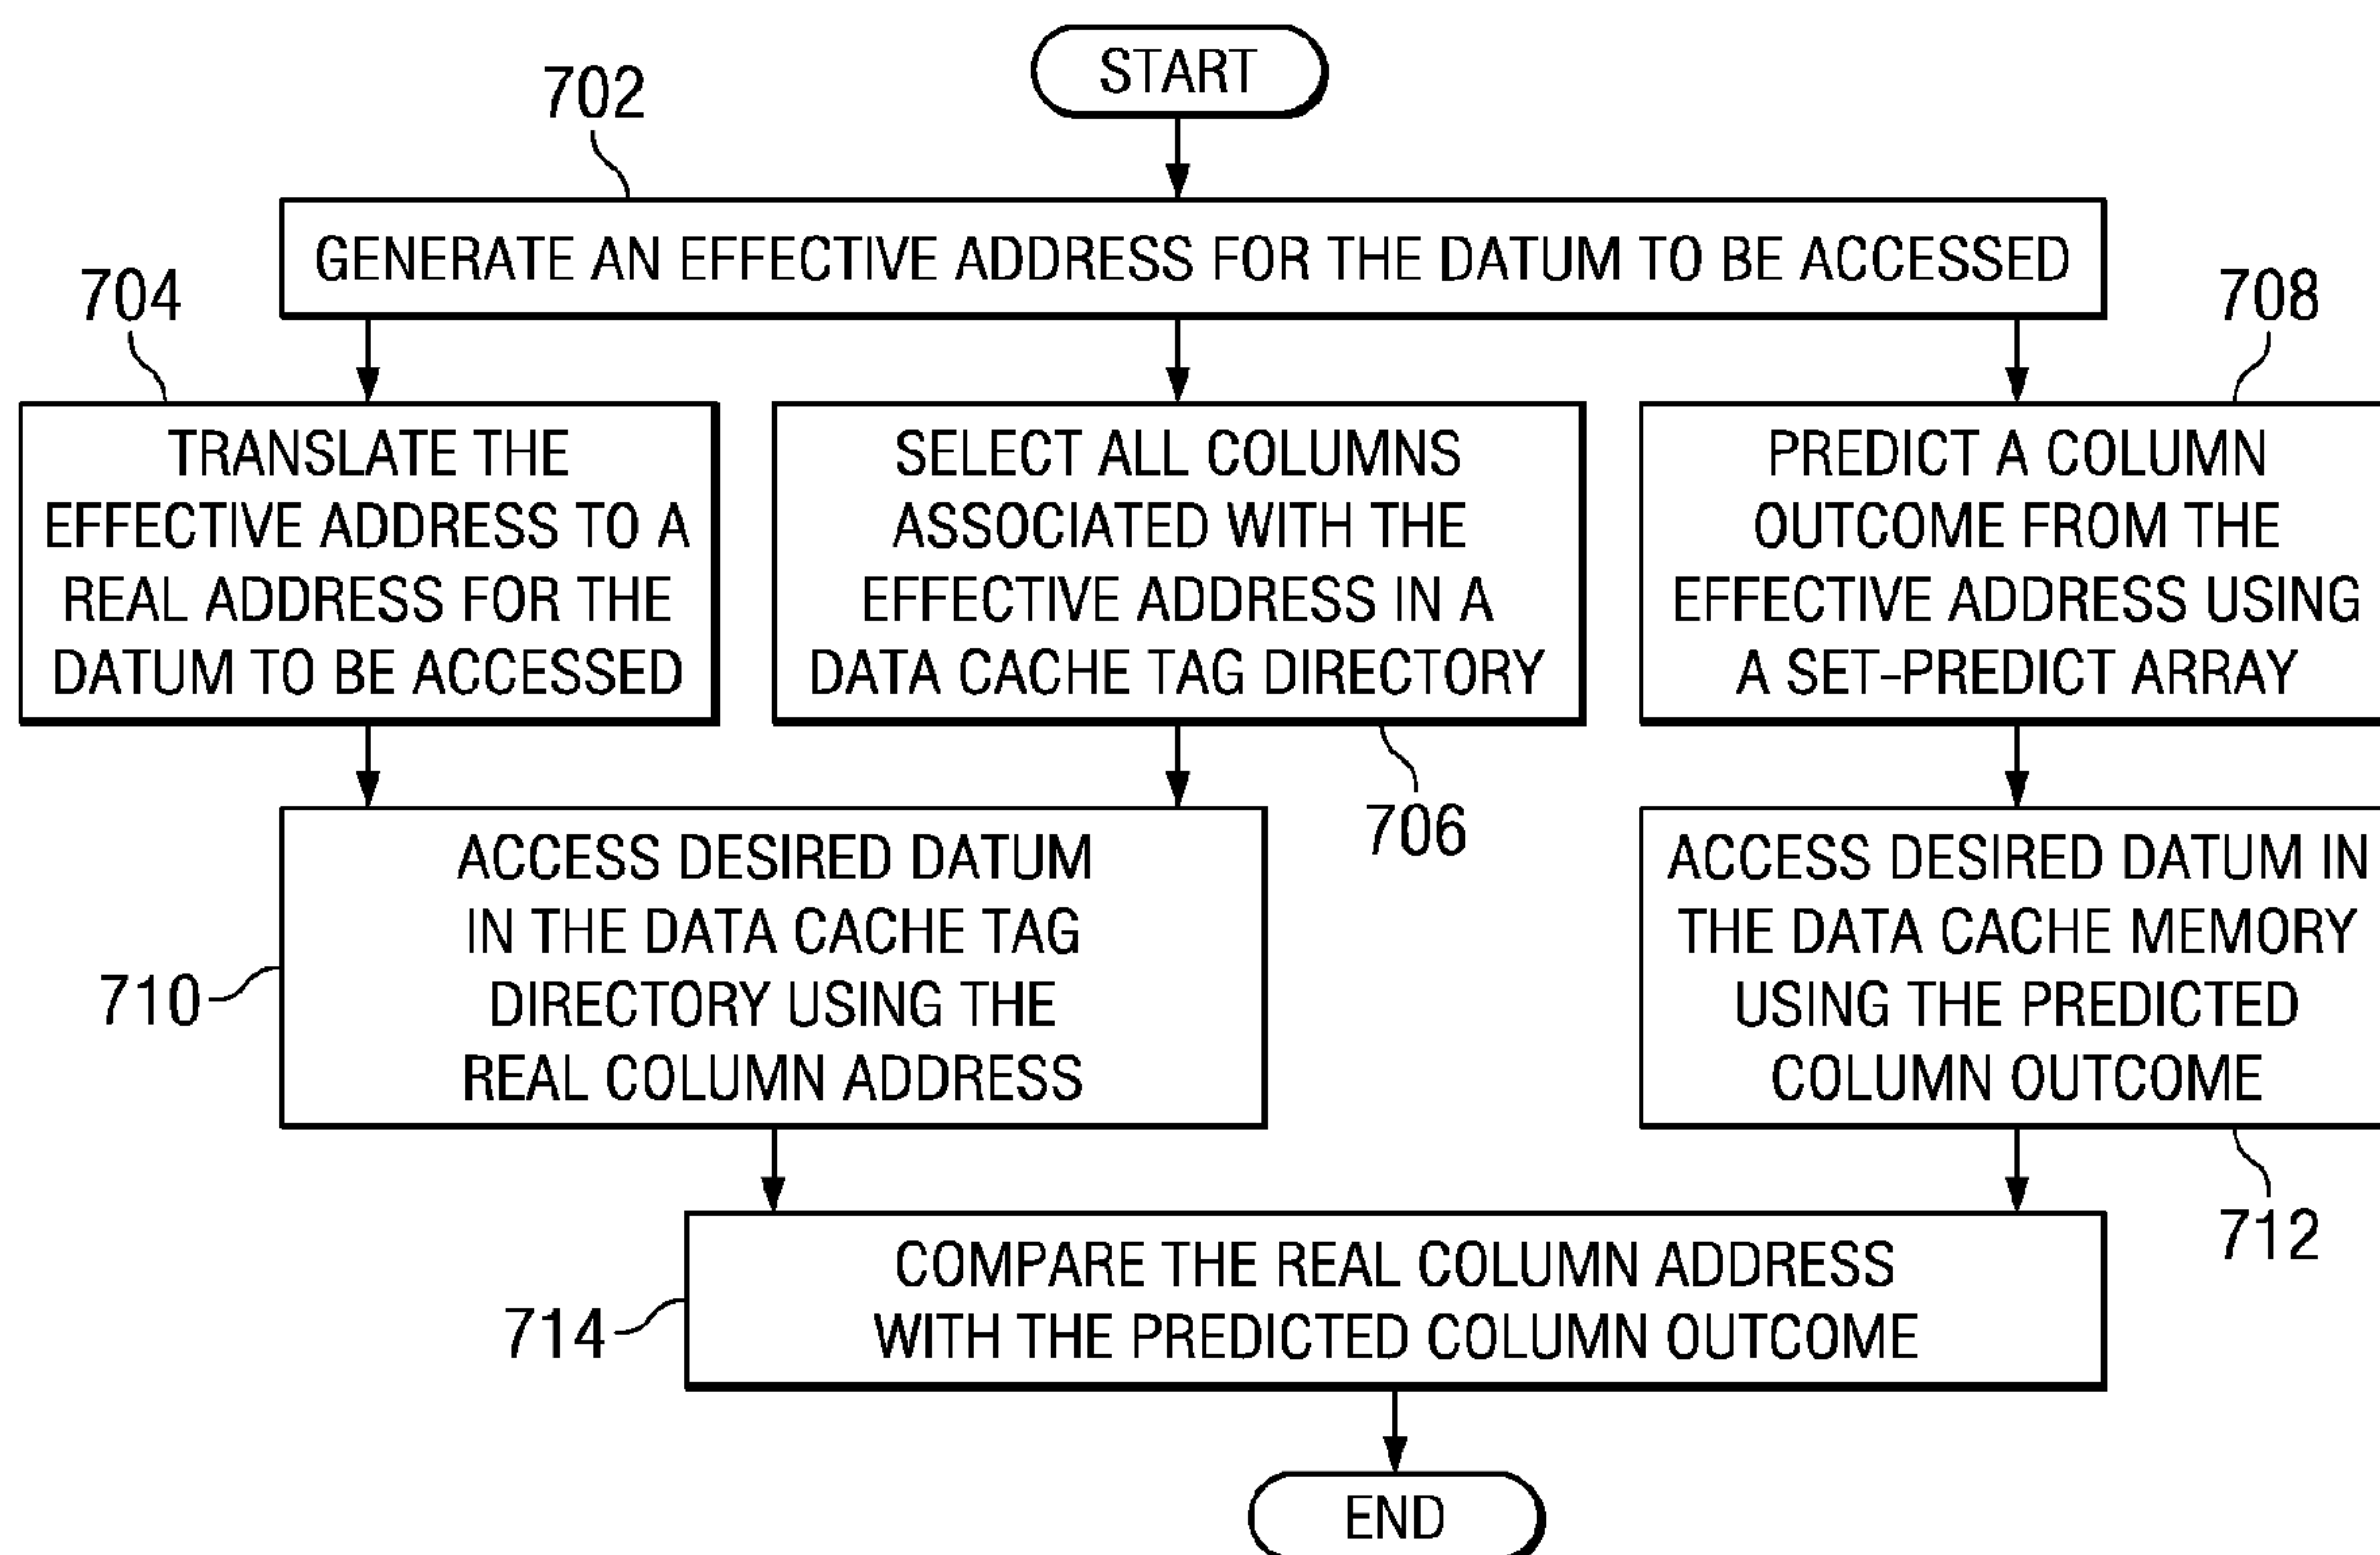 START
702
GENERATE AN EFFECTIVE ADDRESS FOR THE DATUM TO BE ACCESSED
704
708
TRANSLATE THE
EFFECTIVE ADDRESS TO A
REAL ADDRESS FOR THE
DATUM TO BE ACCESSED
SELECT ALL COLUMNS
ASSOCIATED WITH THE
EFFECTIVE ADDRESS IN A
DATA CACHE TAG DIRECTORY
PREDICT A COLUMN
OUTCOME FROM THE
EFFECTIVE ADDRESS USING
A SET-PREDICT ARRAY
706
ACCESS DESIRED DATUM
IN THE DATA CACHE TAG
DIRECTORY USING THE
REAL COLUMN ADDRESS
710
ACCESS DESIRED DATUM IN
THE DATA CACHE MEMORY
USING THE PREDICTED
COLUMN OUTCOME
712
COMPARE THE REAL COLUMN ADDRESS
WITH THE PREDICTED COLUMN OUTCOME
714
END